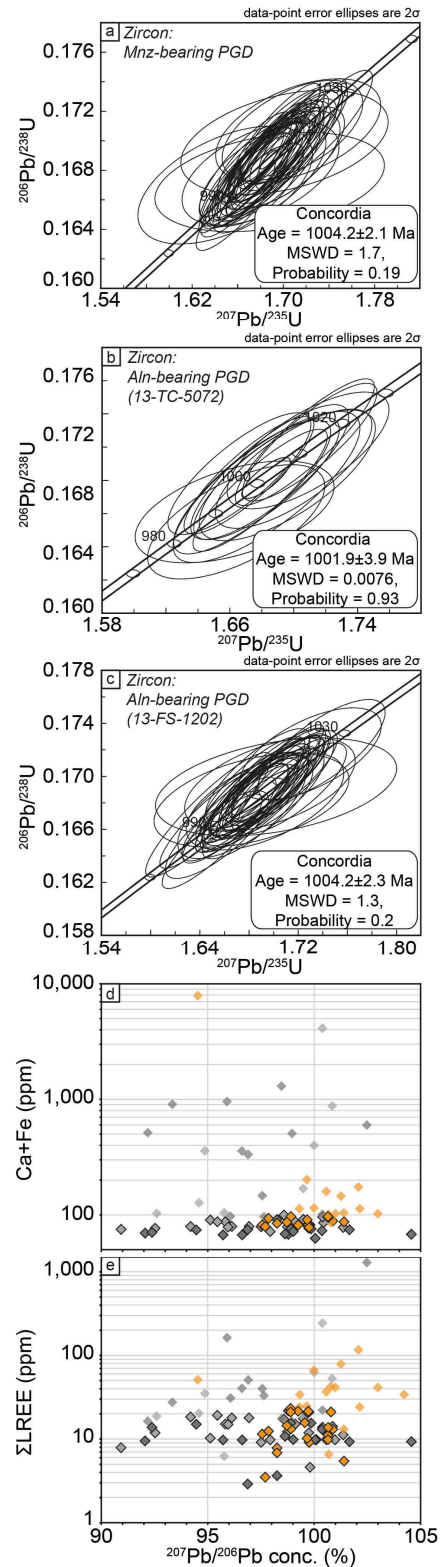 data-point error ellipses are 2σ
a
Zircon:
Mnz-bearing PGD
0.176
0.172
0.168
0.164
0.160
206Pb/238U
1030
990
Concordia
Age = 1004.2±2.1 Ma
MSWD = 1.7,
Probability = 0.19
1.54 1.62 1.70 1.78
207Pb/235U
data-point error ellipses are 2σ
b
Zircon:
Aln-bearing PGD
(13-TC-5072)
0.176
0.172
0.168
0.164
0.160
206Pb/238U
1020
1000
980
Concordia
Age = 1001.9±3.9 Ma
MSWD = 0.0076,
Probability = 0.93
1.58 1.66 1.74
207Pb/235U
data-point error ellipses are 2σ
c
Zircon:
Aln-bearing PGD
(13-FS-1202)
0.178
0.174
0.170
0.166
0.162
0.158
206Pb/238U
1030
990
Concordia
Age = 1004.2±2.3 Ma
MSWD = 1.3,
Probability = 0.2
1.54 1.64 1.72 1.80
207Pb/235U
d
10,000
1,000
100
Ca+Fe (ppm)
e
1,000
100
10
1
ΣLREE (ppm)
90 95 100 105
207Pb/206Pb conc. (%)